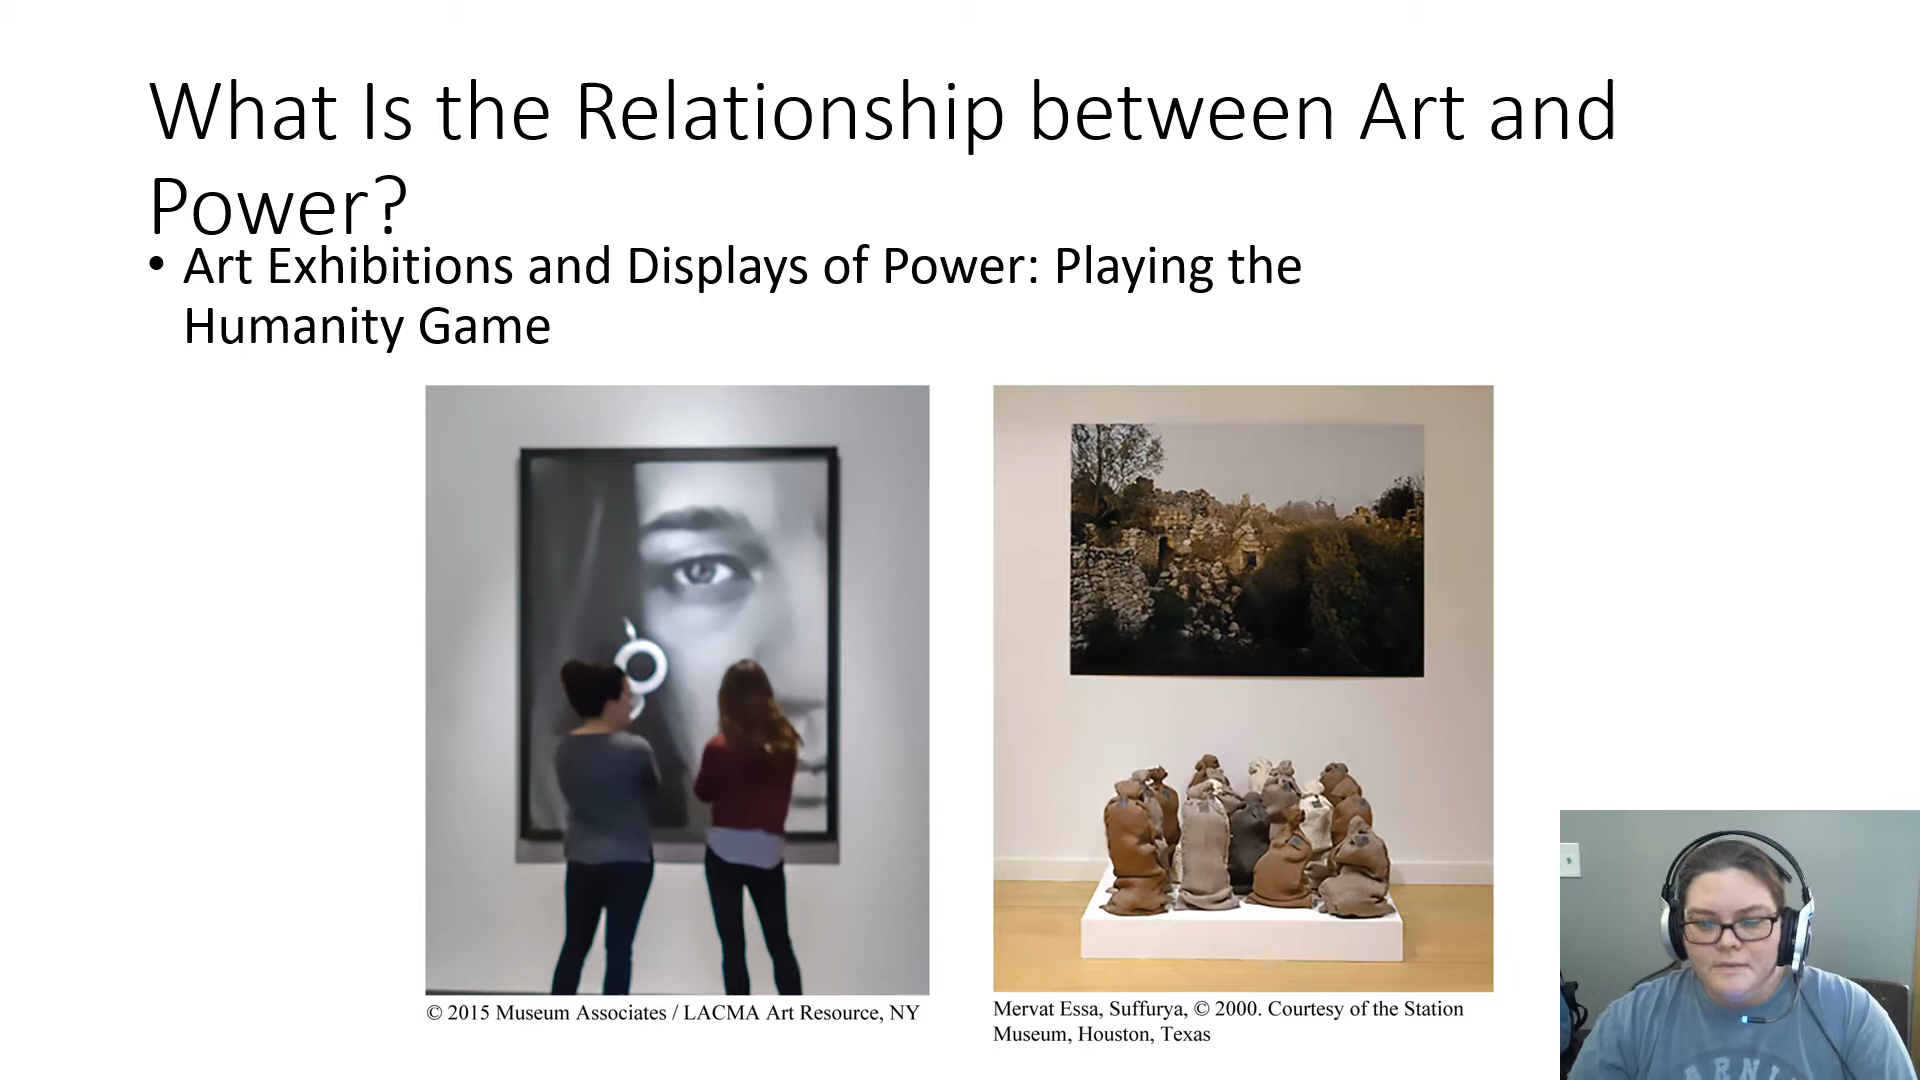 What Is the Relationship between Art and
Power?
• Art Exhibitions and Displays of Power: Playing the
Humanity Game
© 2015 Museum Associates / LACMA Art Resource, NY
Mervat Essa, Suffurya, © 2000. Courtesy of the Station
Museum, Houston, Texas